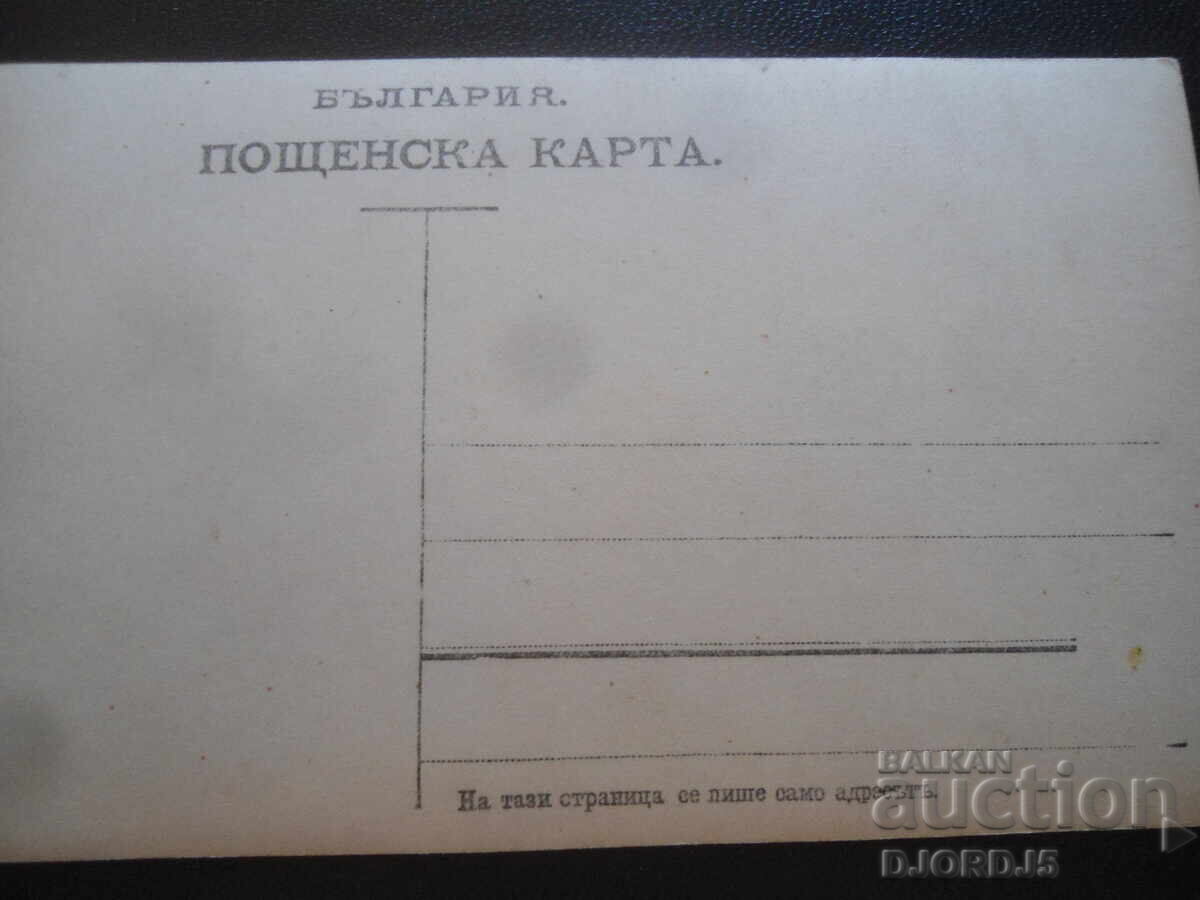 БЪЛГАРИЯ.
ПОЩЕНСКА КАРТА.
На тази страница се пише само адресътъ.
BALKAN
auction
DJORDJ5